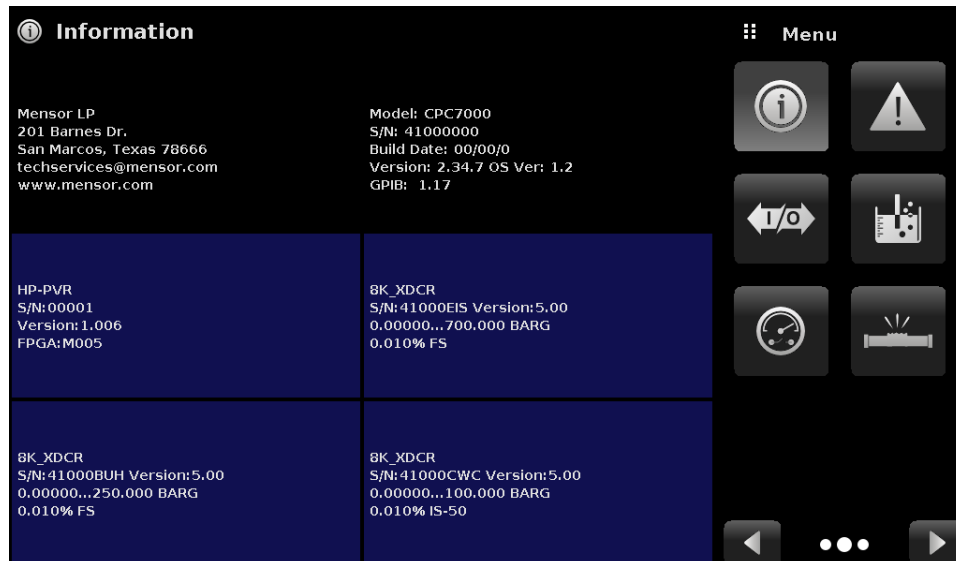 Information
Mensor LP
201 Barnes Dr.
San Marcos, Texas 78666
techservices@mensor.com
www.mensor.com
Model: CPC7000
S/N: 41000000
Build Date: 00/00/0
Version: 2.34.7 OS Ver: 1.2
GPIB: 1.17
HP-PVR
S/N:00001
Version:1.006
FPGA:M005
8K_XDCR
S/N:41000EIS Version:5.00
0.00000...700.000 BARG
0.010% FS
8K_XDCR
S/N:41000BUH Version:5.00
0.00000...250.000 BARG
0.010% FS
8K_XDCR
S/N:41000CWC Version:5.00
0.00000...100.000 BARG
0.010% IS-50
Menu
I/O